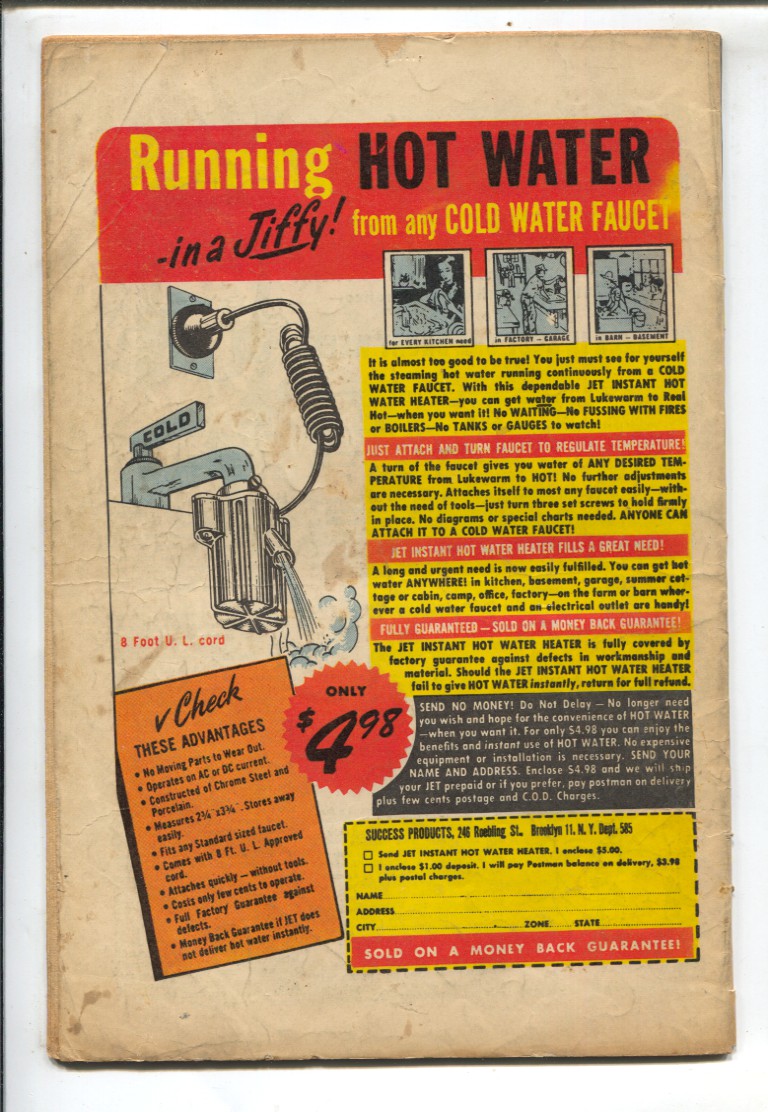 Running HOT WATER
-in a Jiffy! from any COLD WATER FAUCET
for EVERY KITCHEN need
in FACTORY - GARAGE
in BARN - BASEMENT
It is almost too good to be true! You just must see for yourself
the steaming hot water running continuously from a COLD
WATER FAUCET. With this dependable JET INSTANT HOT
WATER HEATER—you can get water from Lukewarm to Real
Hot—when you want it! No WAITING—No FUSSING WITH FIRES
or BOILERS—No TANKS or GAUGES to watch!
JUST ATTACH AND TURN FAUCET TO REGULATE TEMPERATURE!
A turn of the faucet gives you water of ANY DESIRED TEM-
PERATURE from Lukewarm to HOT! No further adjustments
are necessary. Attaches itself to most any faucet easily—with-
out the need of tools—just turn three set screws to hold firmly
in place. No diagrams or special charts needed. ANYONE CAN
ATTACH IT TO A COLD WATER FAUCET!
JET INSTANT HOT WATER HEATER FILLS A GREAT NEED!
A long and urgent need is now easily fulfilled. You can get hot
water ANYWHERE! in kitchen, basement, garage, summer cot-
tage or cabin, camp, office, factory—on the farm or barn wher-
ever a cold water faucet and an electrical outlet are handy!
FULLY GUARANTEED — SOLD ON A MONEY BACK GUARANTEE!
The JET INSTANT HOT WATER HEATER is fully covered by
factory guarantee against defects in workmanship and
material. Should the JET INSTANT HOT WATER HEATER
fail to give HOT WATER instantly, return for full refund.
COLD
8 Foot U. L. cord
✓ Check
THESE ADVANTAGES
• No Moving Parts to Wear Out.
• Operates on AC or DC current.
• Constructed of Chrome Steel and
Porcelain.
• Measures 2¾"x3¾". Stores away
easily.
• Fits any Standard sized faucet.
• Comes with 8 Ft. U. L. Approved
cord.
• Attaches quickly — without tools.
• Costs only few cents to operate.
• Full Factory Guarantee against
defects.
• Money Back Guarantee if JET does
not deliver hot water instantly.
ONLY
$4.98
SEND NO MONEY! Do Not Delay — No longer need
you wish and hope for the convenience of HOT WATER
—when you want it. For only $4.98 you can enjoy the
benefits and instant use of HOT WATER. No expensive
equipment or installation is necessary. SEND YOUR
NAME AND ADDRESS. Enclose $4.98 and we will ship
your JET prepaid or if you prefer, pay postman on delivery
plus few cents postage and C.O.D. Charges.
SUCCESS PRODUCTS, 246 Roebling St., Brooklyn 11, N. Y. Dept. 585
□ Send JET INSTANT HOT WATER HEATER. I enclose $5.00.
□ I enclose $1.00 deposit. I will pay Postman balance on delivery, $3.98
plus postal charges.
NAME
ADDRESS
CITY ZONE STATE
SOLD ON A MONEY BACK GUARANTEE!